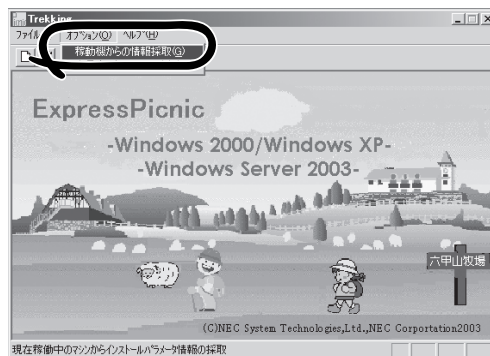 Trekking
ファイル オプション(O) ヘルプ(H)
稼動機からの情報採取(G)
ExpressPicnic
-Windows 2000/Windows XP-
-Windows Server 2003-
六甲山牧場
(C)NEC System Technologies,Ltd.,NEC Corportation2003
現在稼働中のマシンからインストールパラメータ情報の採取